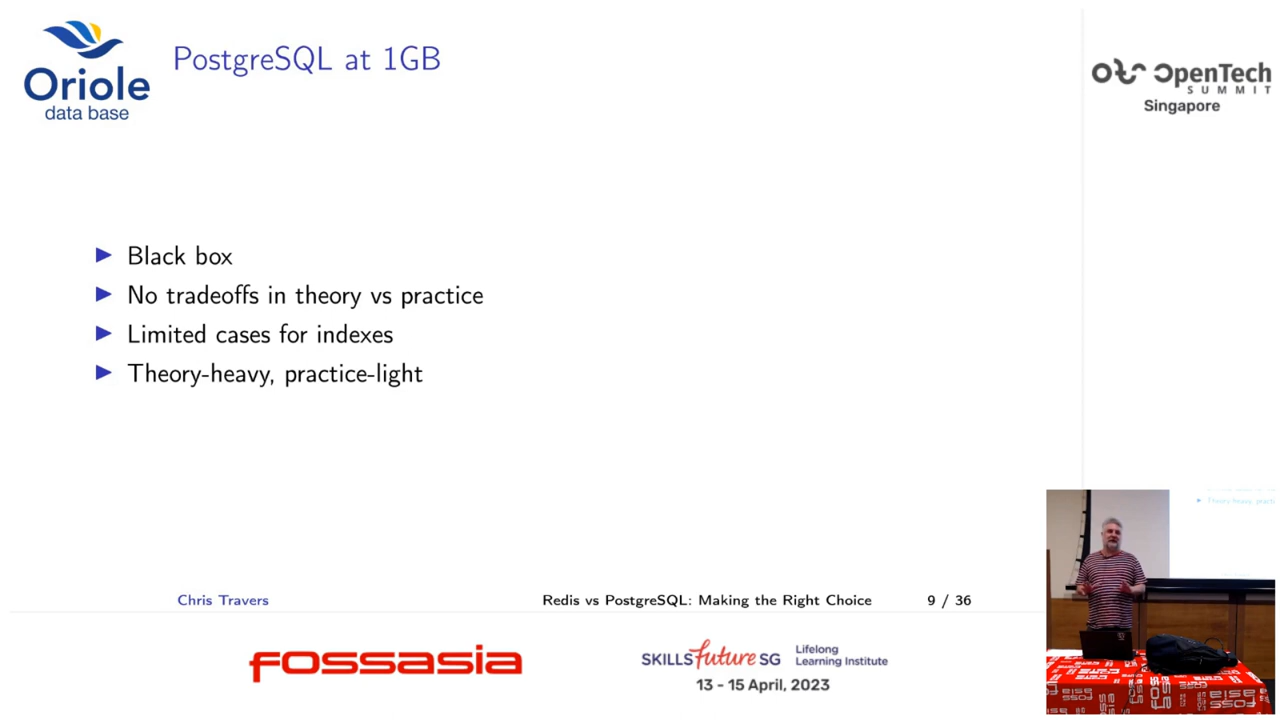 Oriole
data base
PostgreSQL at 1GB
OpenTech
SUMMIT
Singapore
Black box
No tradeoffs in theory vs practice
Limited cases for indexes
Theory-heavy, practice-light
Chris Travers
Redis vs PostgreSQL: Making the Right Choice
9 / 36
FOSSASIA
SKILLSfuture SG
Lifelong
Learning Institute
13 - 15 April, 2023